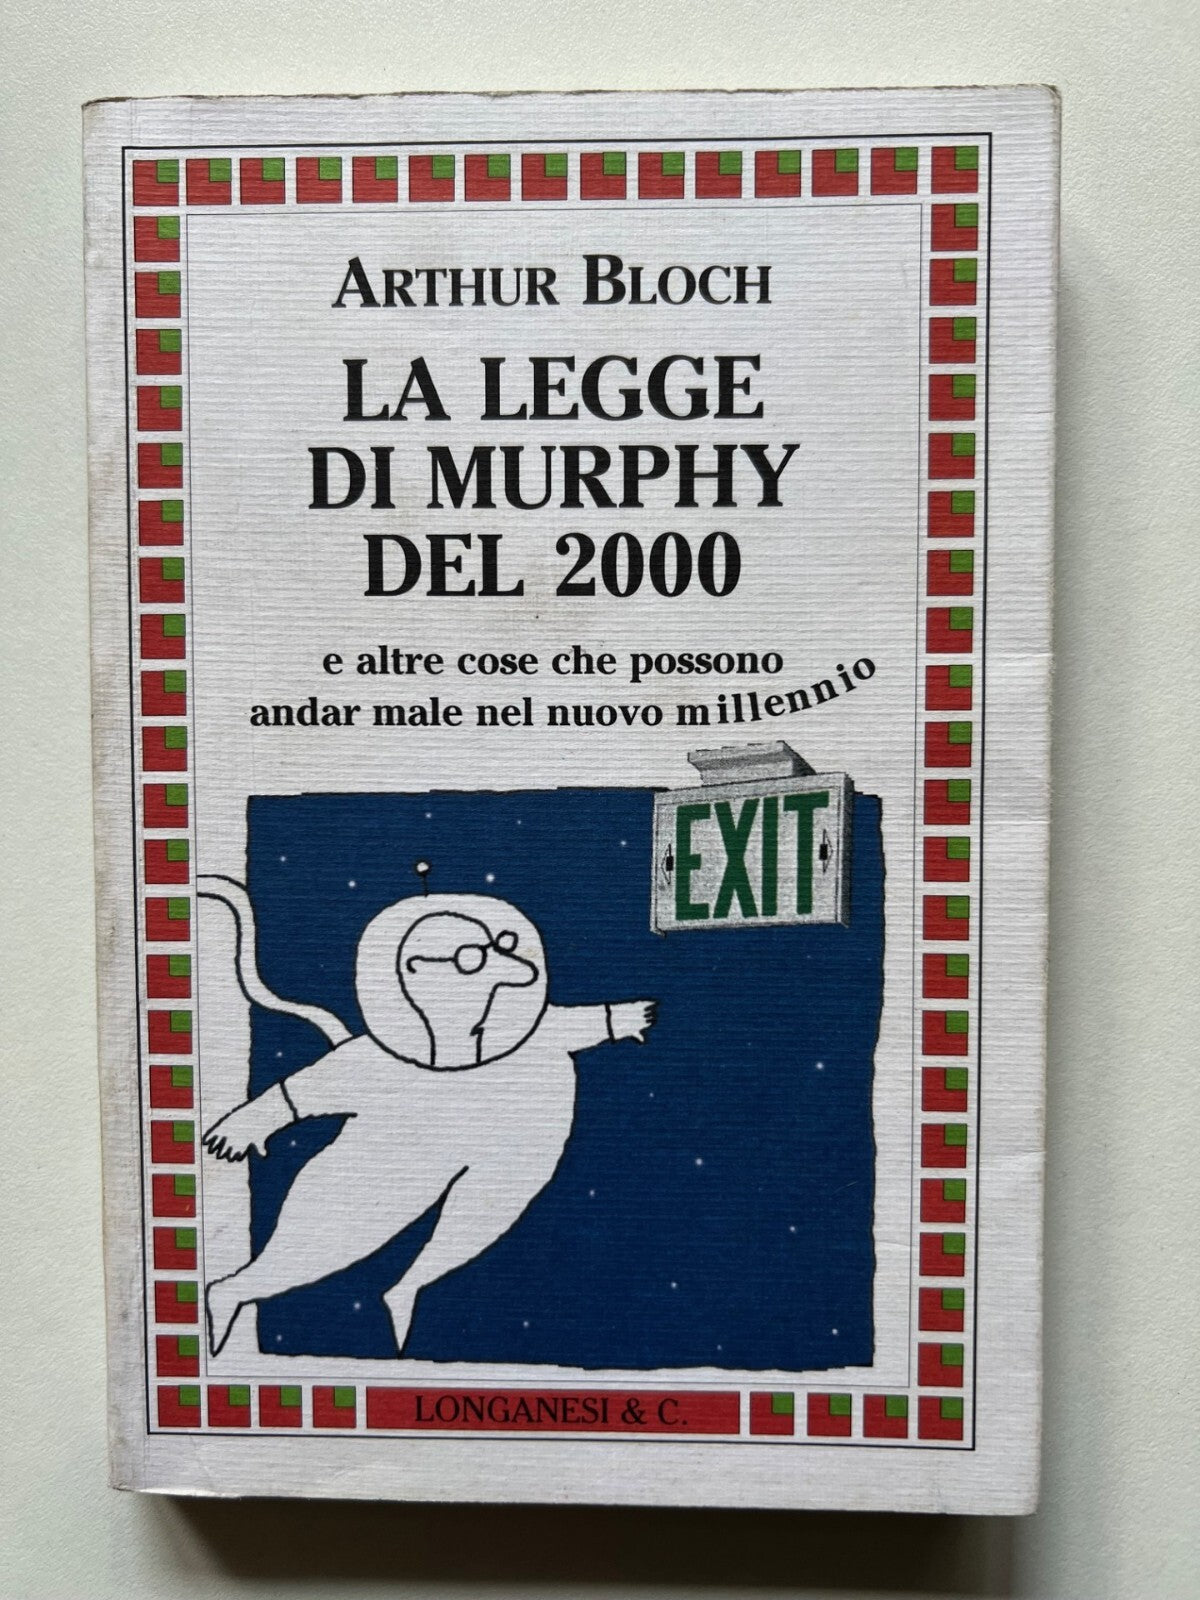 ARTHUR BLOCH
LA LEGGE
DI MURPHY
DEL 2000
e altre cose che possono
andar male nel nuovo millennio
EXIT
LONGANESI & C.